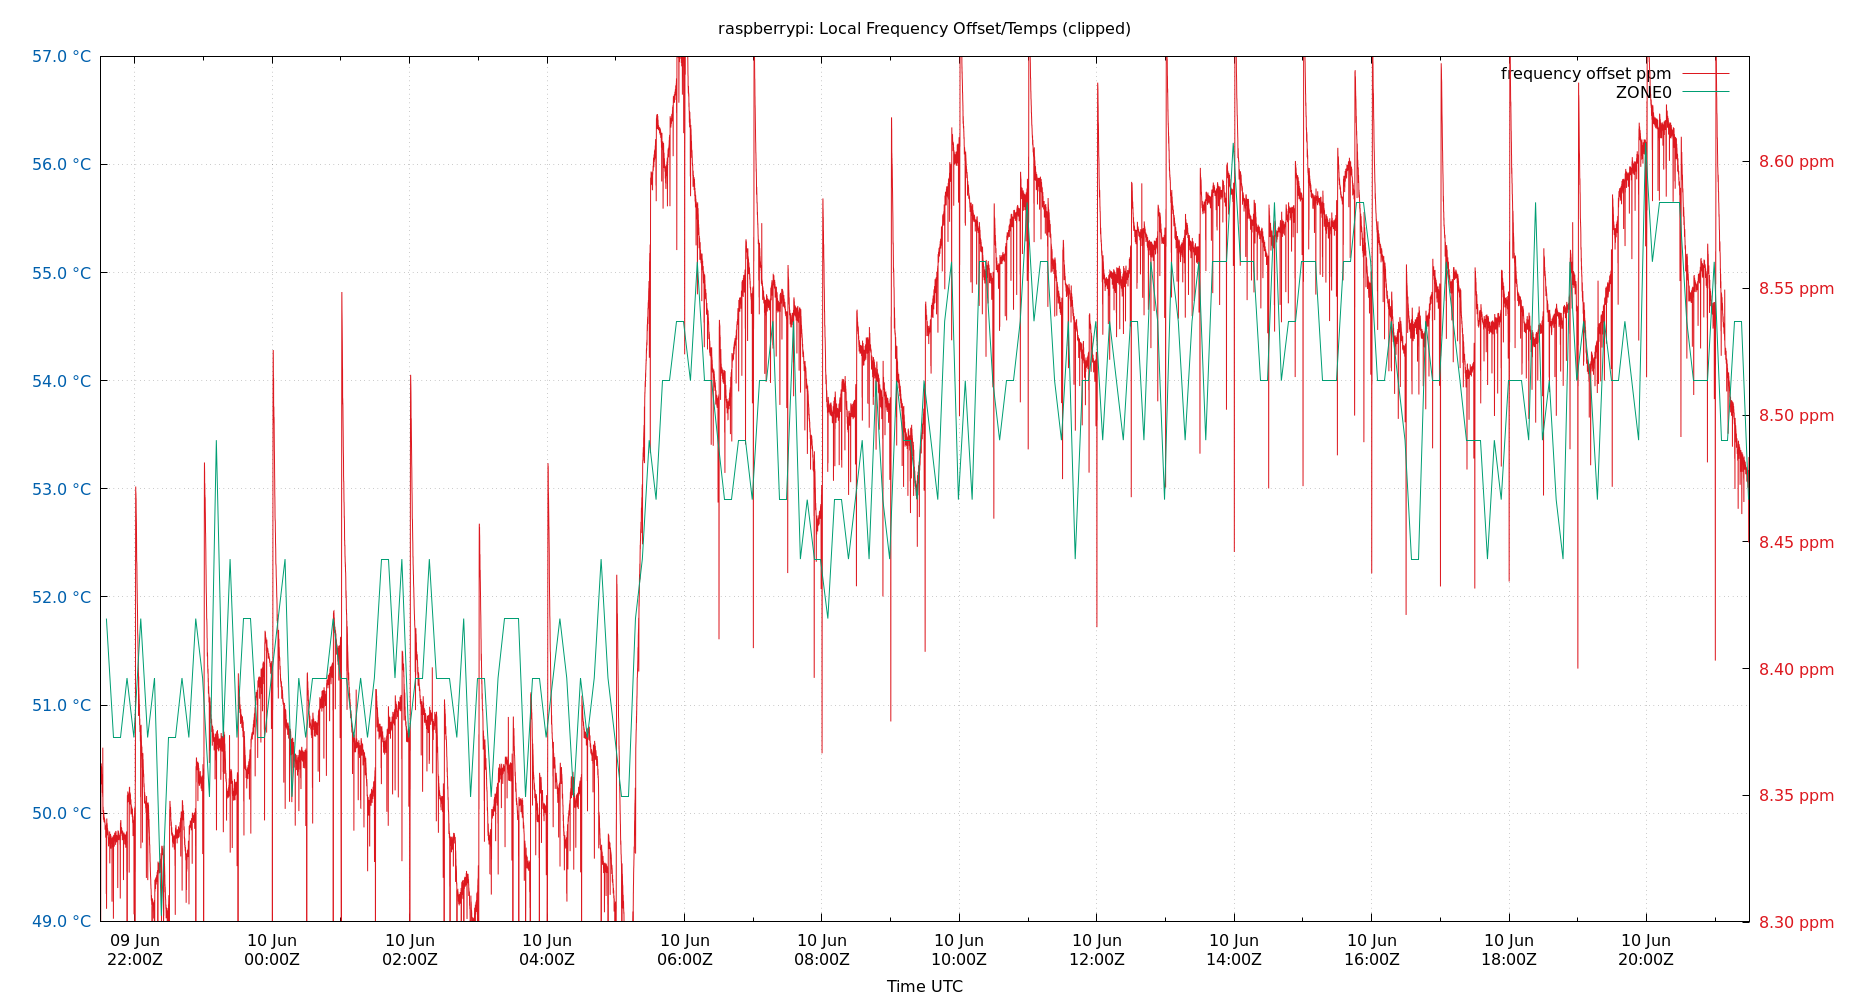 raspberrypi: Local Frequency Offset/Temps (clipped)
frequency offset ppm
ZONE0
57.0 °C
56.0 °C
55.0 °C
54.0 °C
53.0 °C
52.0 °C
51.0 °C
50.0 °C
49.0 °C
8.60 ppm
8.55 ppm
8.50 ppm
8.45 ppm
8.40 ppm
8.35 ppm
8.30 ppm
09 Jun
22:00Z
10 Jun
00:00Z
10 Jun
02:00Z
10 Jun
04:00Z
10 Jun
06:00Z
10 Jun
08:00Z
10 Jun
10:00Z
10 Jun
12:00Z
10 Jun
14:00Z
10 Jun
16:00Z
10 Jun
18:00Z
10 Jun
20:00Z
Time UTC